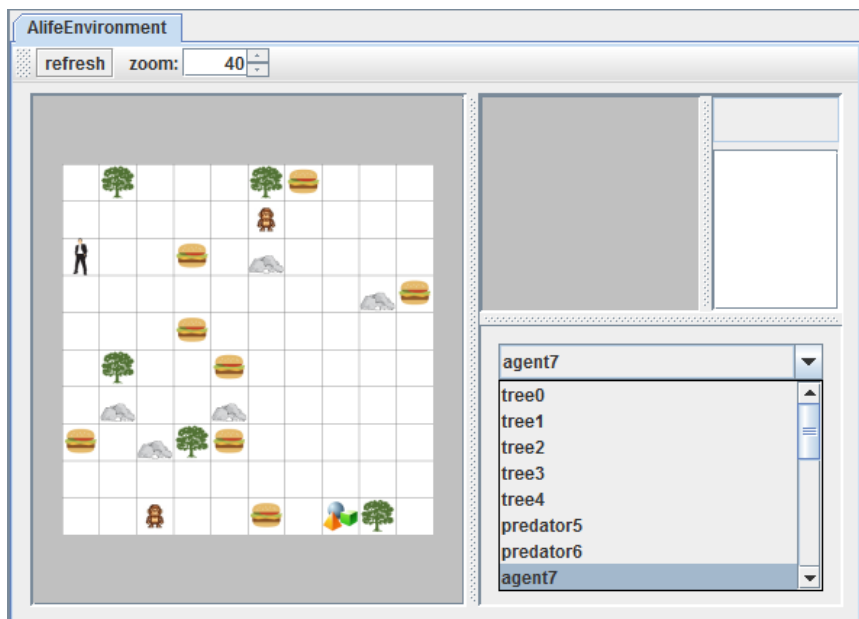 AlifeEnvironment
refresh zoom: 40
agent7
tree0
tree1
tree2
tree3
tree4
predator5
predator6
agent7